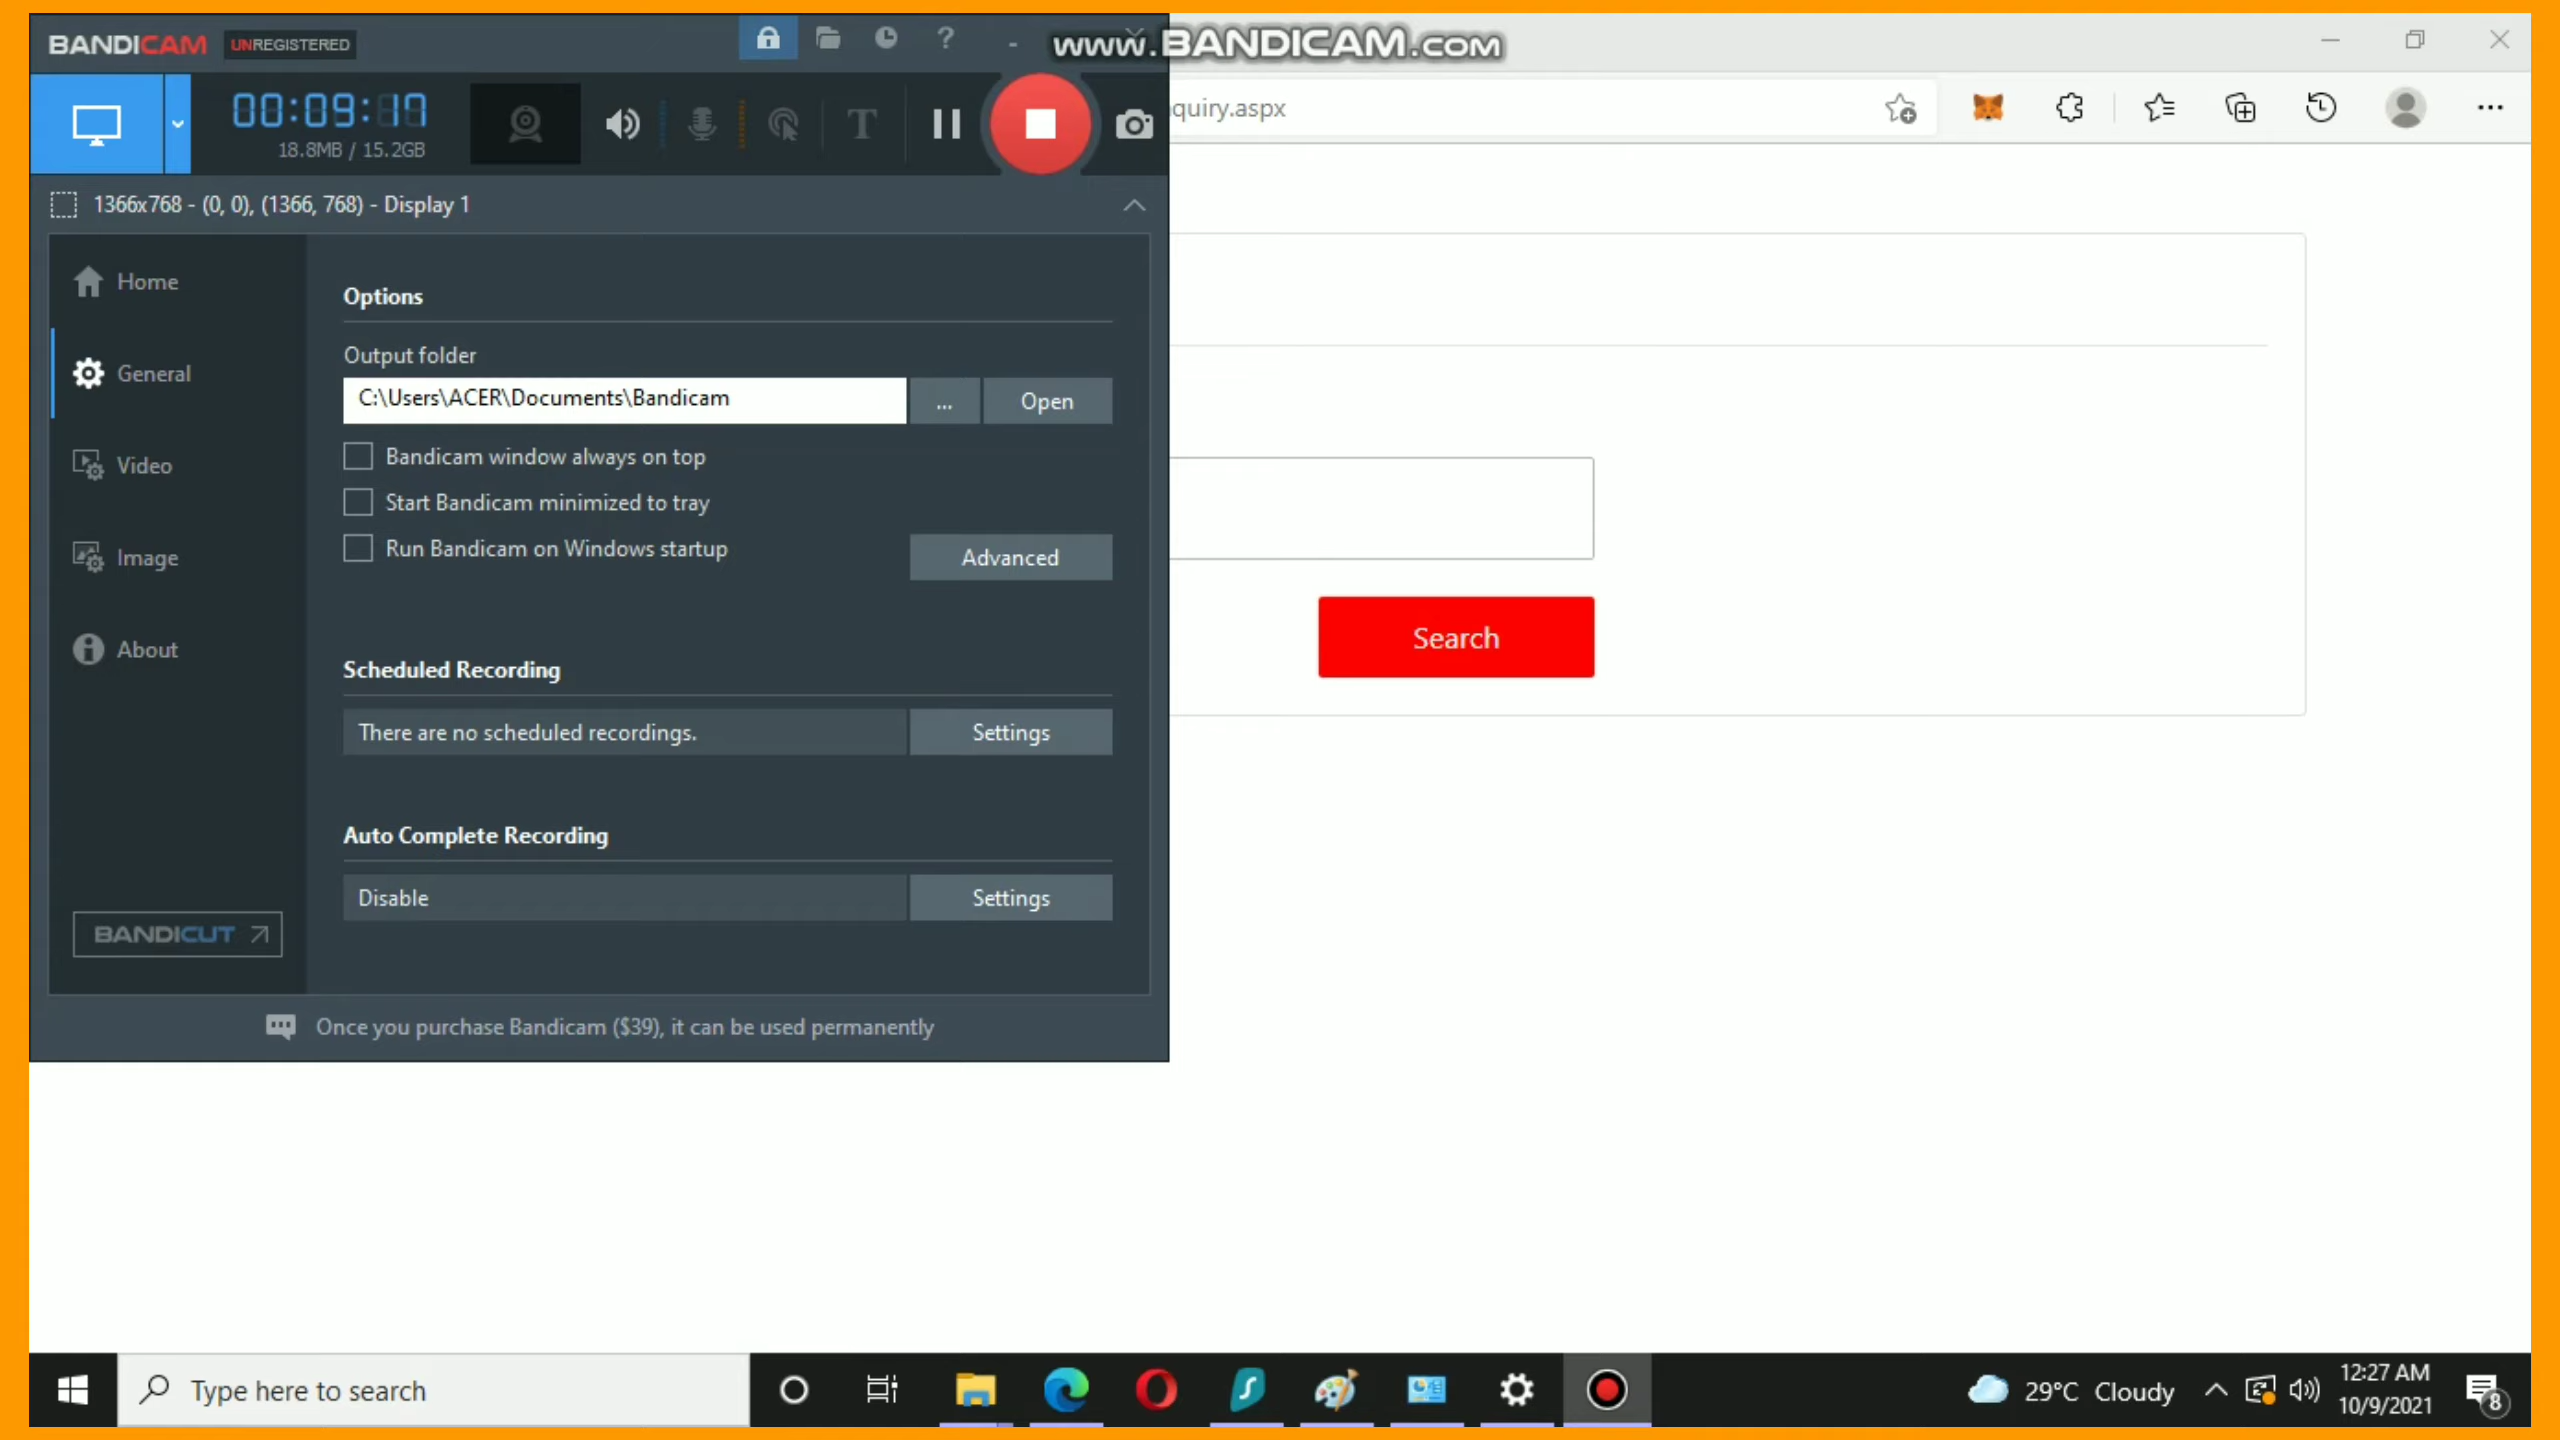 BANDICAM UNREGISTERED
www.BANDICAM.com
00:09:17
18.8MB / 15.2GB
T
quiry.aspx
1366x768 - (0, 0), (1366, 768) - Display 1
Home
General
Video
Image
About
BANDICUT
Options
Output folder
C:\Users\ACER\Documents\Bandicam
...
Open
Bandicam window always on top
Start Bandicam minimized to tray
Run Bandicam on Windows startup
Advanced
Scheduled Recording
There are no scheduled recordings.
Settings
Auto Complete Recording
Disable
Settings
Once you purchase Bandicam ($39), it can be used permanently
Search
Type here to search
29°C Cloudy
12:27 AM
10/9/2021
8